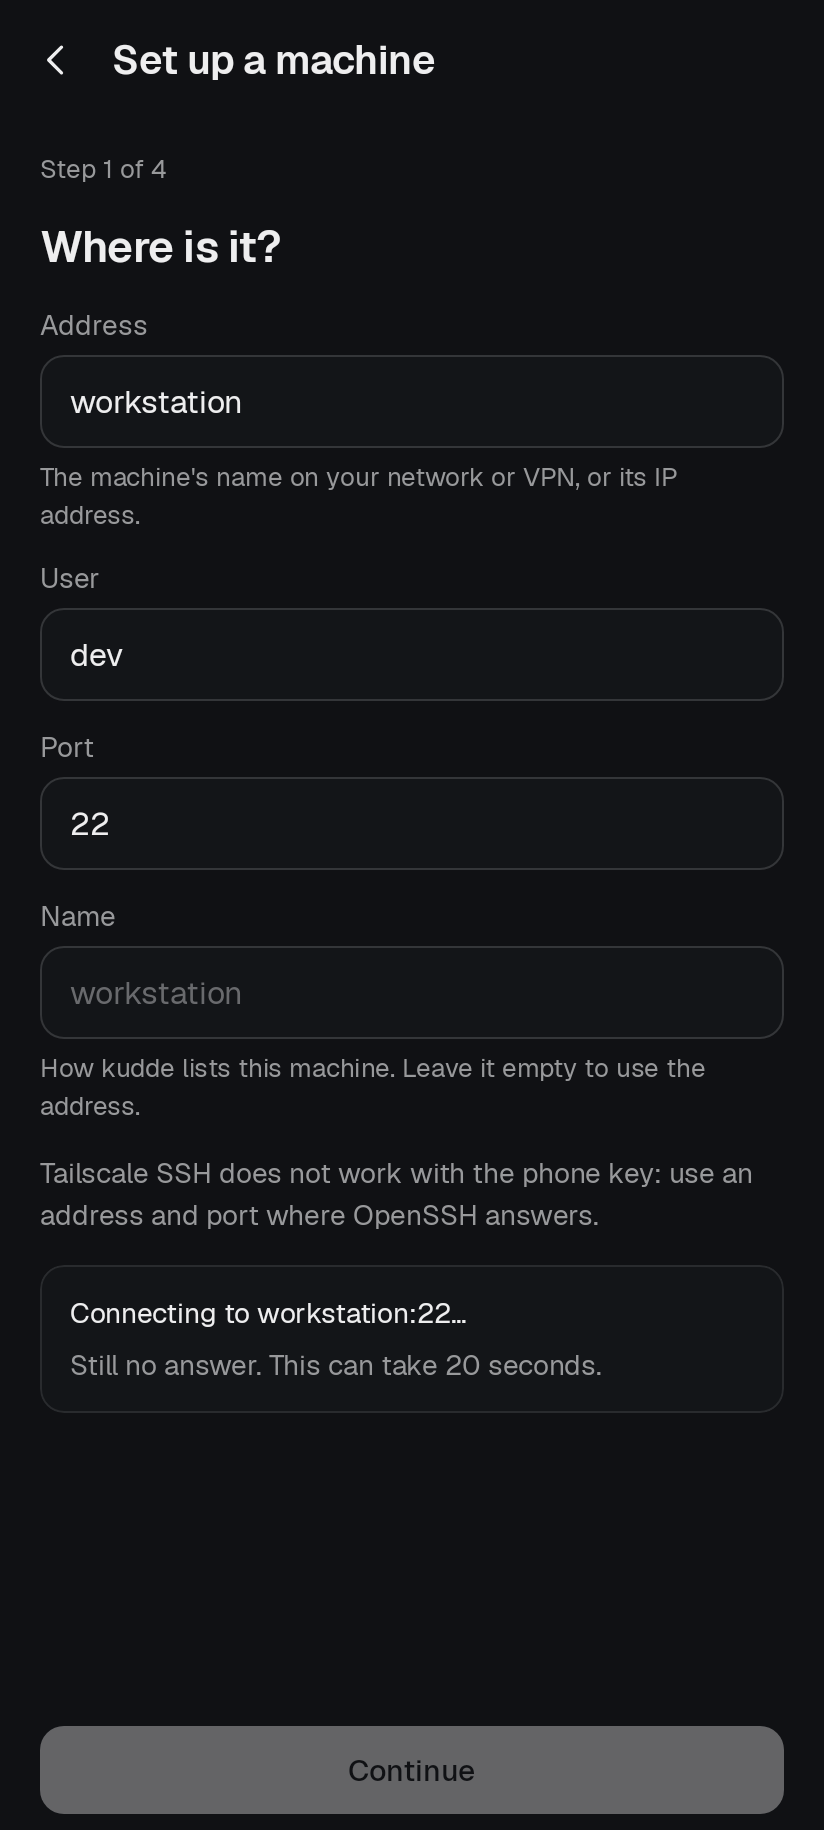 Set up a machine
Step 1 of 4
Where is it?
Address
workstation
The machine's name on your network or VPN, or its IP
address.
User
dev
Port
22
Name
workstation
How kudde lists this machine. Leave it empty to use the
address.
Tailscale SSH does not work with the phone key: use an
address and port where OpenSSH answers.
Connecting to workstation:22…
Still no answer. This can take 20 seconds.
Continue